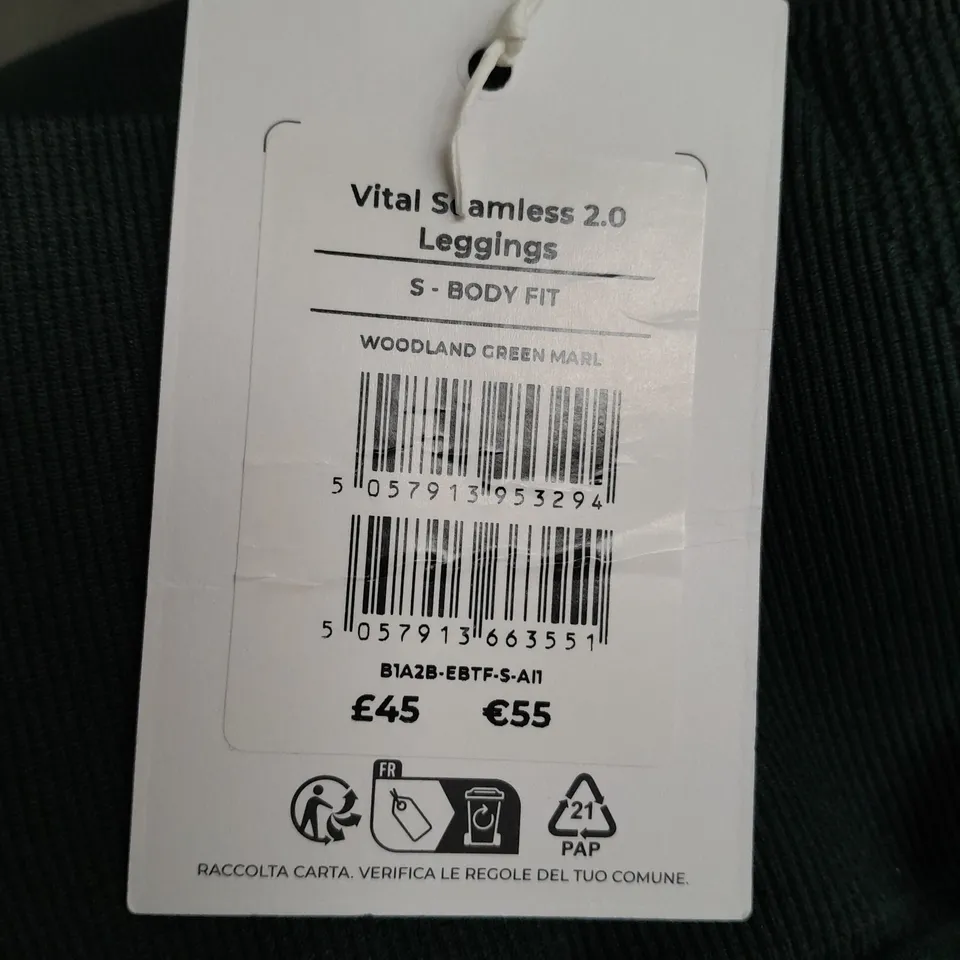 Vital Seamless 2.0
Leggings
S - BODY FIT
WOODLAND GREEN MARL
5 057913 953294
5 057913 663551
B1A2B-EBTF-S-AI1
£45 €55
FR
21
PAP
RACCOLTA CARTA. VERIFICA LE REGOLE DEL TUO COMUNE.